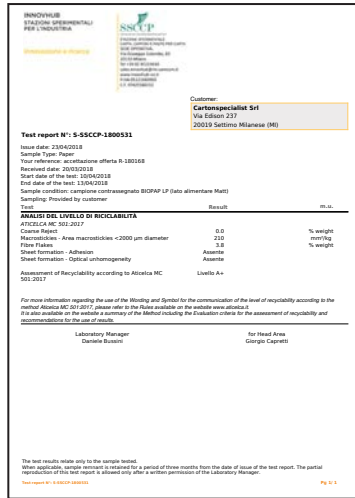 INNOVHUB
STAZIONI SPERIMENTALI
PER L'INDUSTRIA
Innovazione e ricerca
SSCCP
STAZIONE SPERIMENTALE
CARTA, CARTONI E PASTE PER CARTA
Customer:
Cartonspecialist Srl
Via Edison 237
20019 Settimo Milanese (MI)
Test report N°: S-SSCCP-1800531
Issue date: 23/04/2018
Sample Type: Paper
Your reference: accettazione offerta R-180168
Received date: 20/03/2018
Start date of the test: 10/04/2018
End date of the test: 13/04/2018
Sample condition: campione contrassegnato BIOPAP LP (lato alimentare Matt)
Sampling: Provided by customer
Test Result m.u.
ANALISI DEL LIVELLO DI RICICLABILITÀ
ATICELCA MC 501:2017
Coarse Reject 0.0 % weight
Macrostickies - Area macrostickies <2000 µm diameter 210 mm²/kg
Fibre Flakes 3.8 % weight
Sheet formation - Adhesion Assente
Sheet formation - Optical unhomogeneity Assente
Assessment of Recyclability according to Aticelca MC Livello A+
501:2017
For more information regarding the use of the Wording and Symbol for the communication of the level of recyclability according to the
method Aticelca MC 501:2017, please refer to the Rules available on the website www.aticelca.it.
It is also available on the website a summary of the Method including the Evaluation criteria for the assessment of recyclability and
recommendations for the use of results.
Laboratory Manager for Head Area
Daniele Bussini Giorgio Capretti
The test results relate only to the sample tested.
When applicable, sample remnant is retained for a period of three months from the date of issue of the test report. The partial
reproduction of this test report is allowed only after a written permission of the Laboratory Manager.
Test report N°: S-SSCCP-1800531 Pg 1/ 1